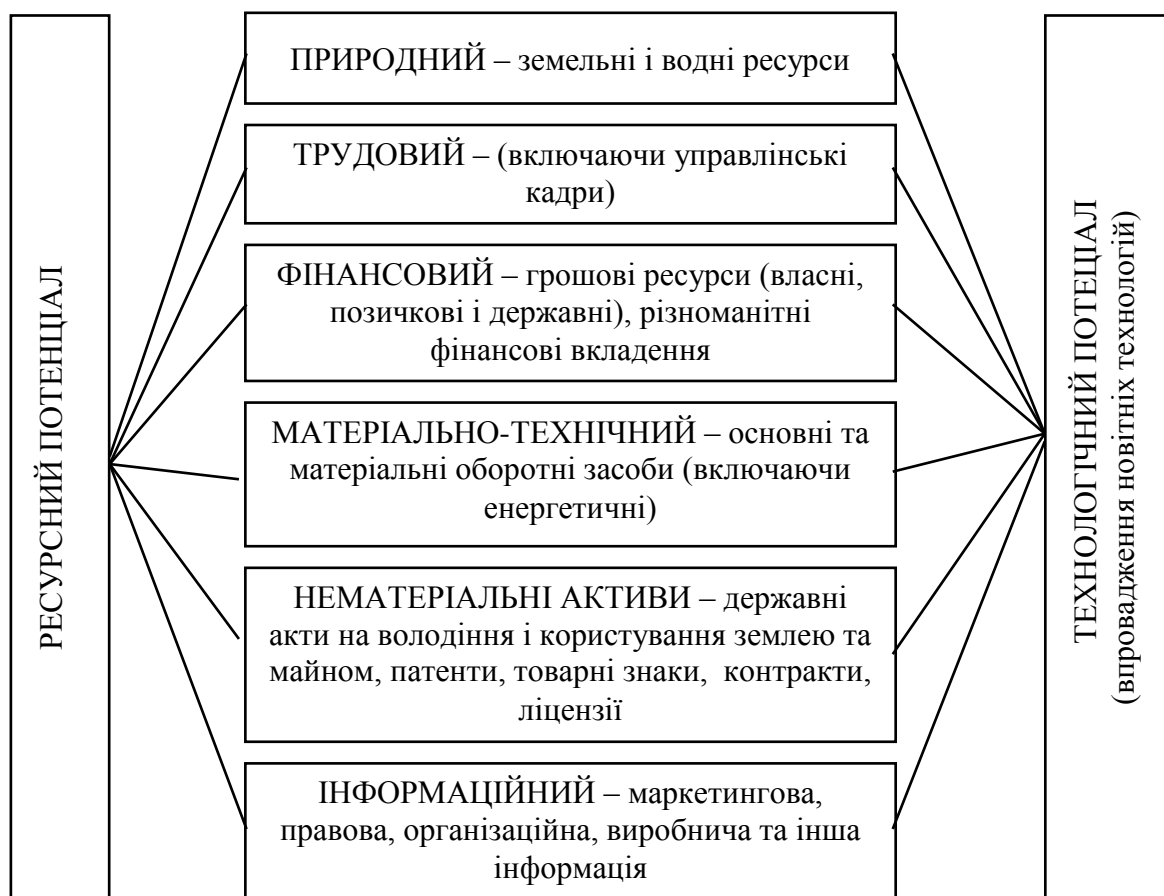 РЕСУРСНИЙ ПОТЕНЦІАЛ
ПРИРОДНИЙ – земельні і водні ресурси
ТРУДОВИЙ – (включаючи управлінські
кадри)
ФІНАНСОВИЙ – грошові ресурси (власні,
позичкові і державні), різноманітні
фінансові вкладення
МАТЕРІАЛЬНО-ТЕХНІЧНИЙ – основні та
матеріальні оборотні засоби (включаючи
енергетичні)
НЕМАТЕРІАЛЬНІ АКТИВИ – державні
акти на володіння і користування землею та
майном, патенти, товарні знаки,  контракти,
ліцензії
ІНФОРМАЦІЙНИЙ – маркетингова,
правова, організаційна, виробнича та інша
інформація
ТЕХНОЛОГІЧНИЙ ПОТЕЦІАЛ
(впровадження новітніх технологій)